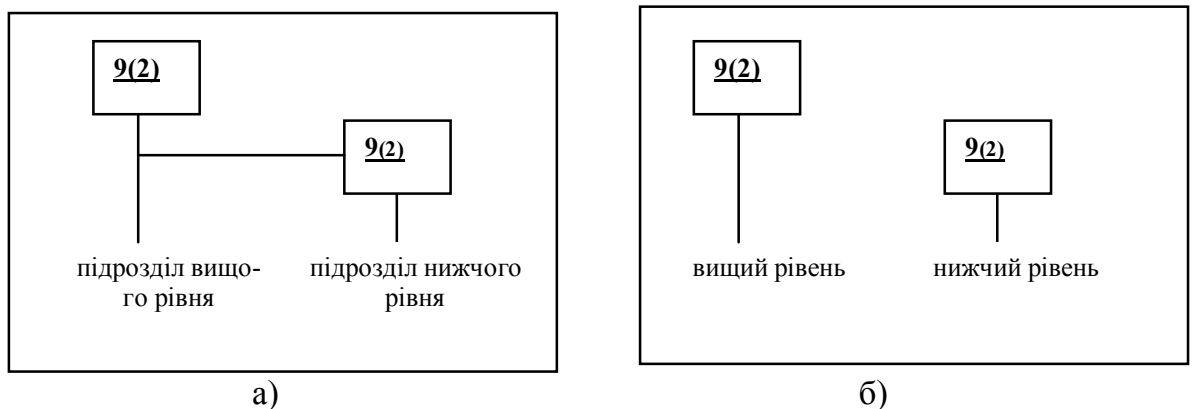 9(2)
9(2)
підрозділ вищо-
го рівня
підрозділ нижчого
рівня
а)
9(2)
9(2)
вищий рівень
нижчий рівень
б)